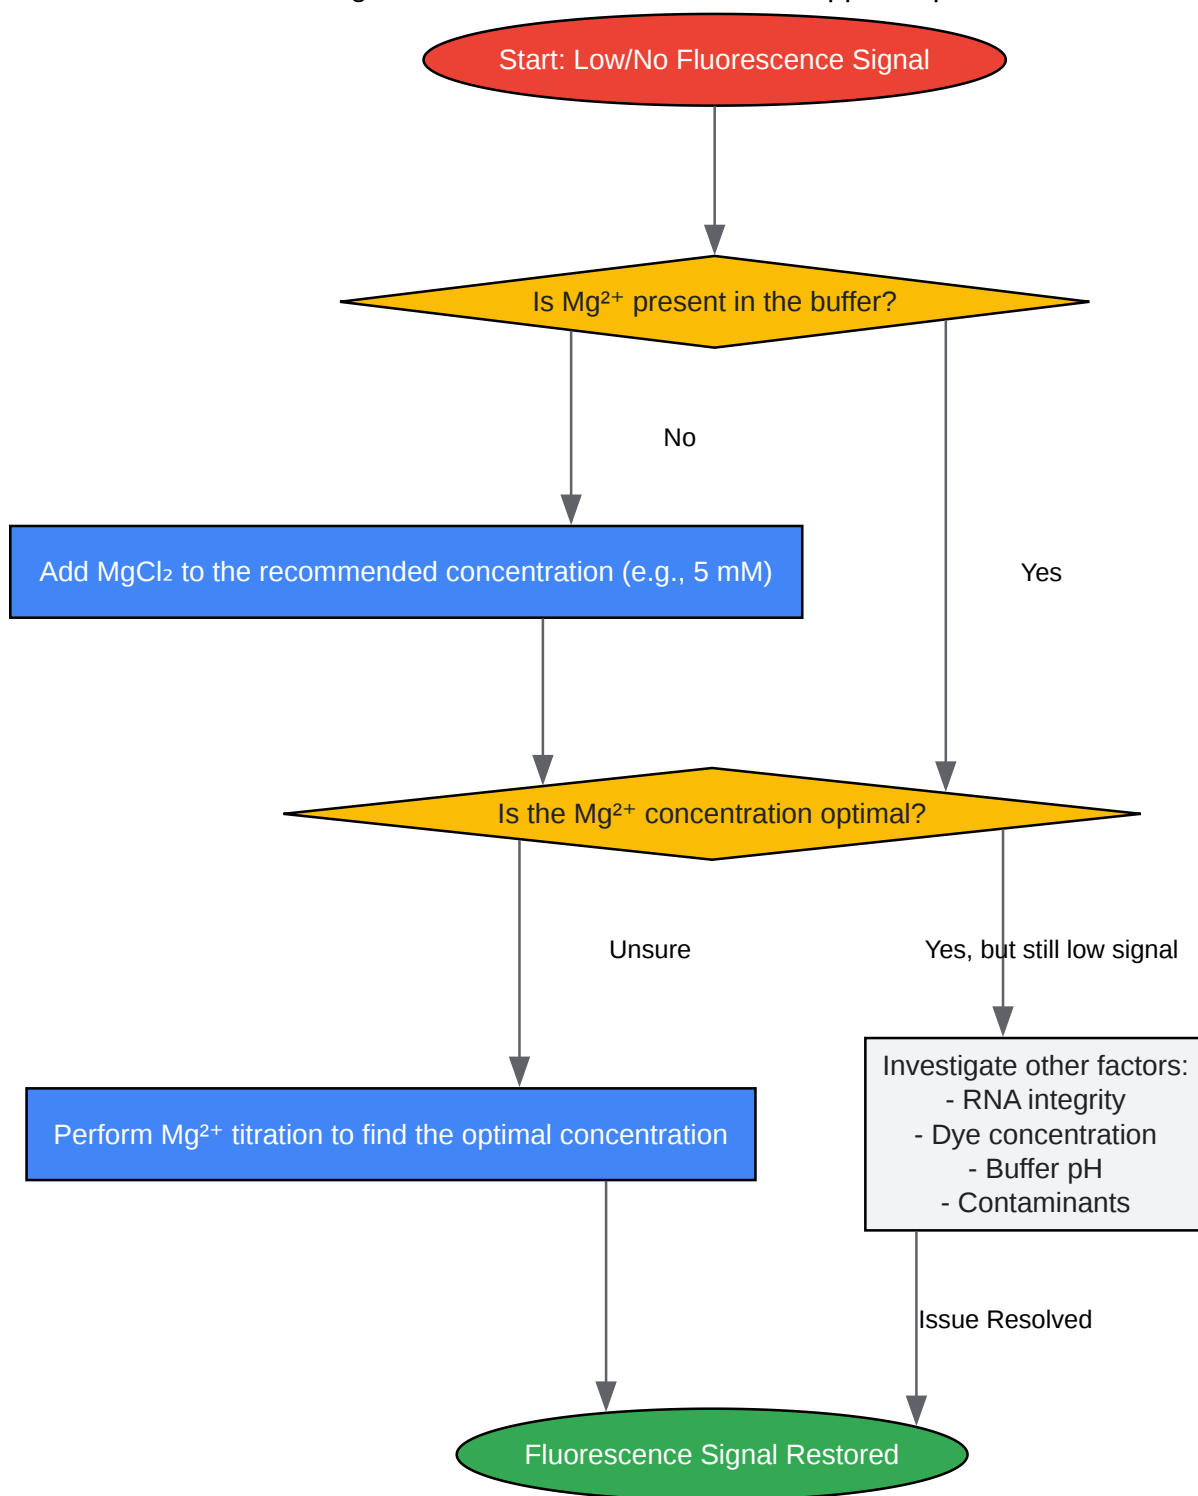 Start: Low/No Fluorescence Signal
Is Mg²⁺ present in the buffer?
No
Add MgCl₂ to the recommended concentration (e.g., 5 mM)
Yes
Is the Mg²⁺ concentration optimal?
Unsure
Yes, but still low signal
Investigate other factors:
- RNA integrity
- Dye concentration
- Buffer pH
- Contaminants
Perform Mg²⁺ titration to find the optimal concentration
Issue Resolved
Fluorescence Signal Restored